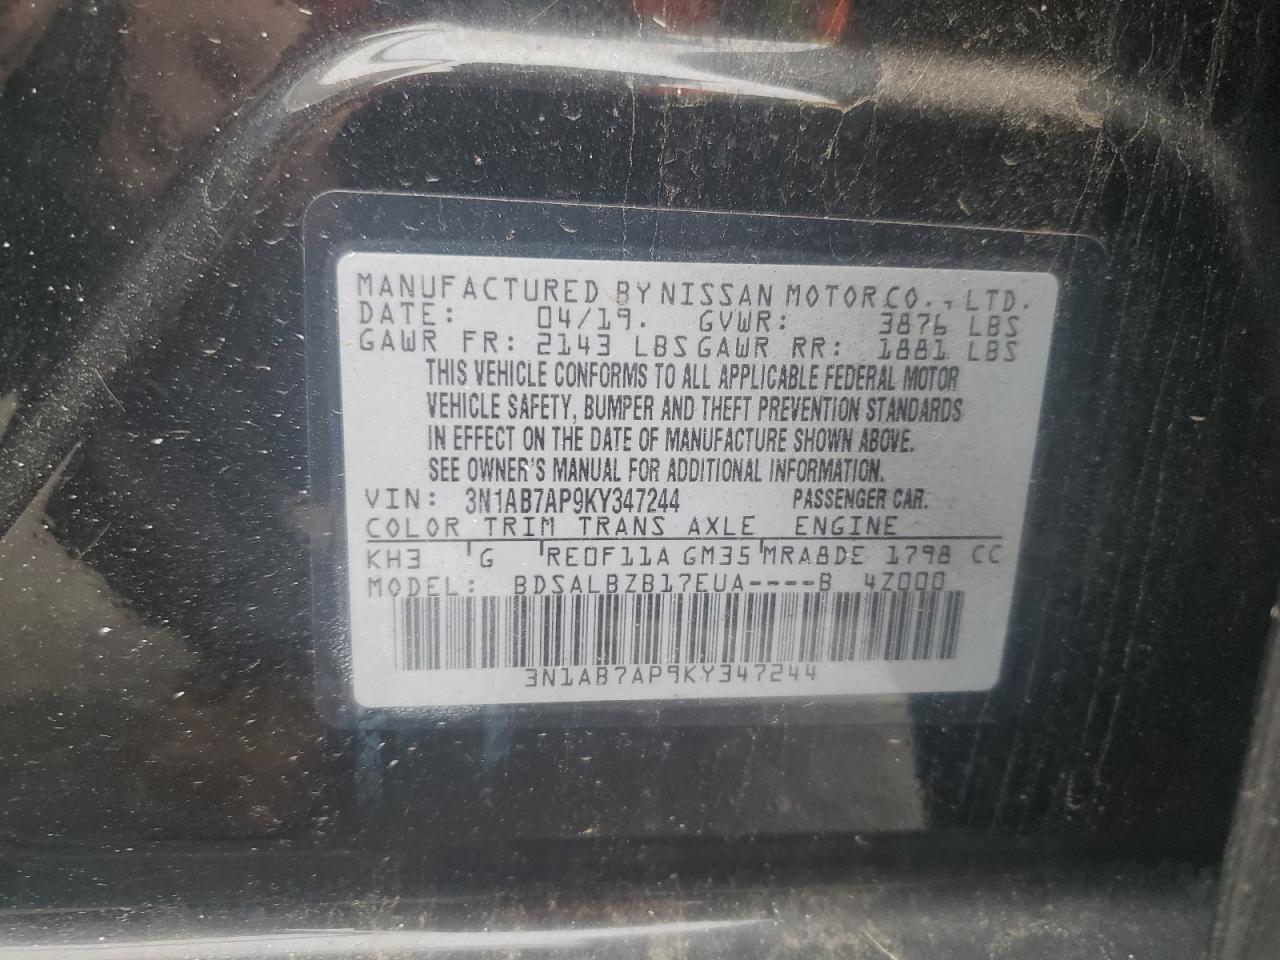 MANUFACTURED BY NISSAN MOTOR CO., LTD.
DATE: 04/19. GVWR: 3876 LBS
GAWR FR: 2143 LBS GAWR RR: 1881 LBS
THIS VEHICLE CONFORMS TO ALL APPLICABLE FEDERAL MOTOR
VEHICLE SAFETY, BUMPER AND THEFT PREVENTION STANDARDS
IN EFFECT ON THE DATE OF MANUFACTURE SHOWN ABOVE.
SEE OWNER'S MANUAL FOR ADDITIONAL INFORMATION.
VIN: 3N1AB7AP9KY347244 PASSENGER CAR.
COLOR TRIM TRANS AXLE ENGINE
KH3 G RE0F11A GM35 MRA8DE 1798 CC
MODEL: BDSALBZB17EUA----B 4Z000
3N1AB7AP9KY347244